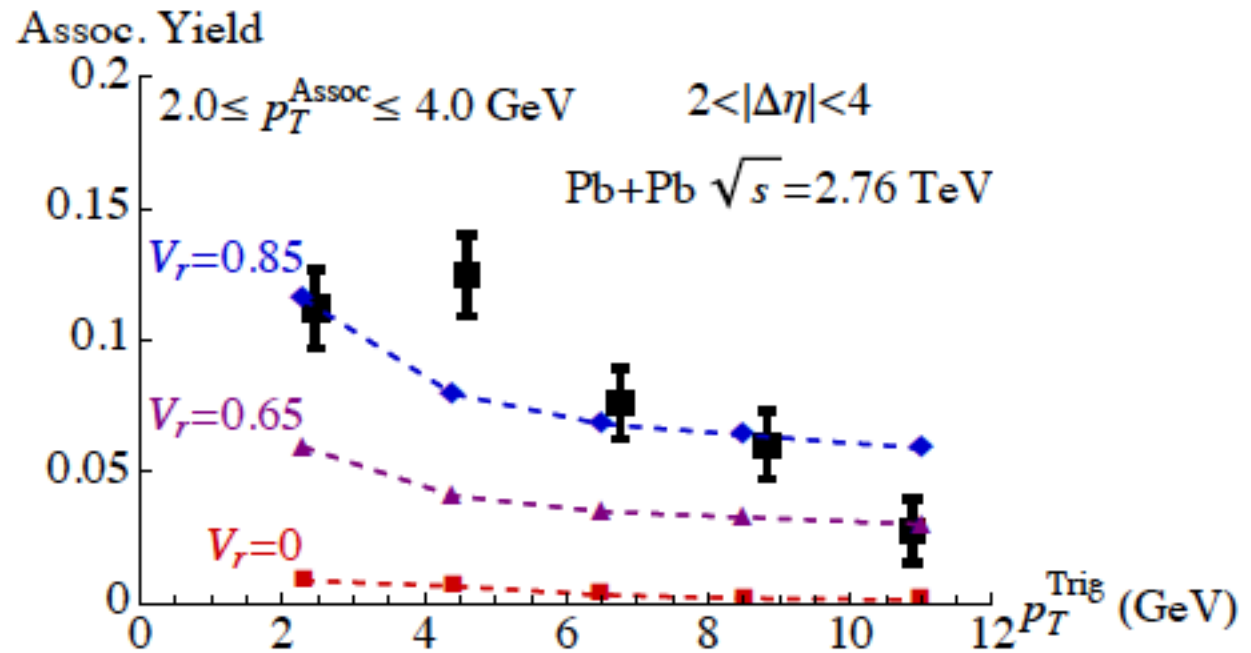 Assoc. Yield
0.2
2.0≤ p_T^Assoc ≤ 4.0 GeV
2<|Δη|<4
Pb+Pb √s =2.76 TeV
0.15
V_r=0.85
0.1
V_r=0.65
0.05
V_r=0
0
0 2 4 6 8 10 12
p_T^Trig (GeV)